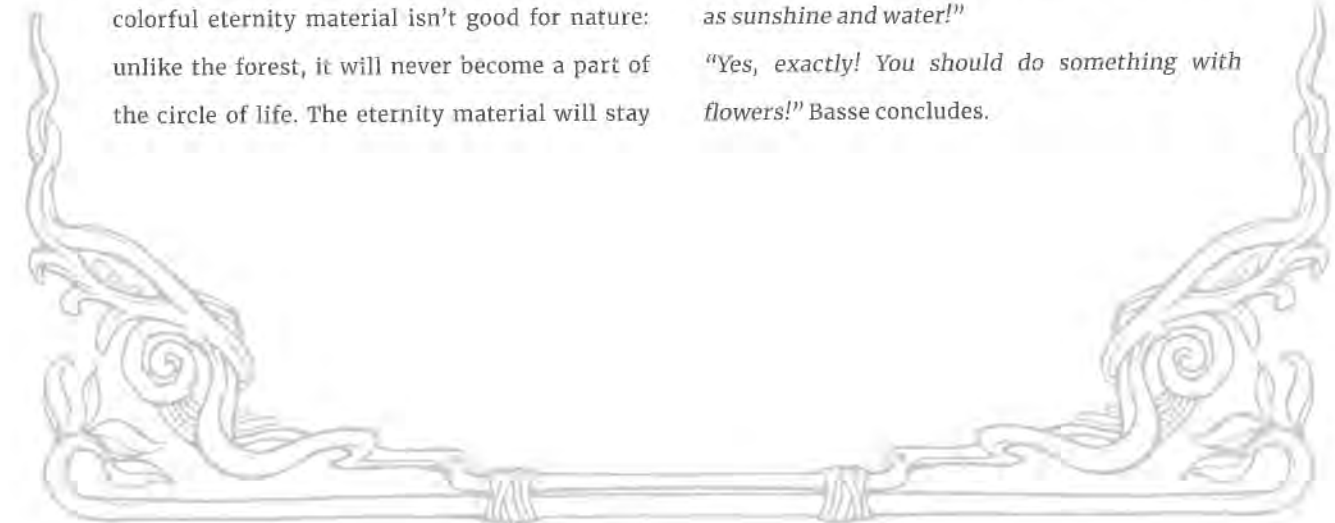 colorful eternity material isn’t good for nature:
unlike the forest, it will never become a part of
the circle of life. The eternity material will stay
as sunshine and water!”
“Yes, exactly! You should do something with
flowers!” Basse concludes.